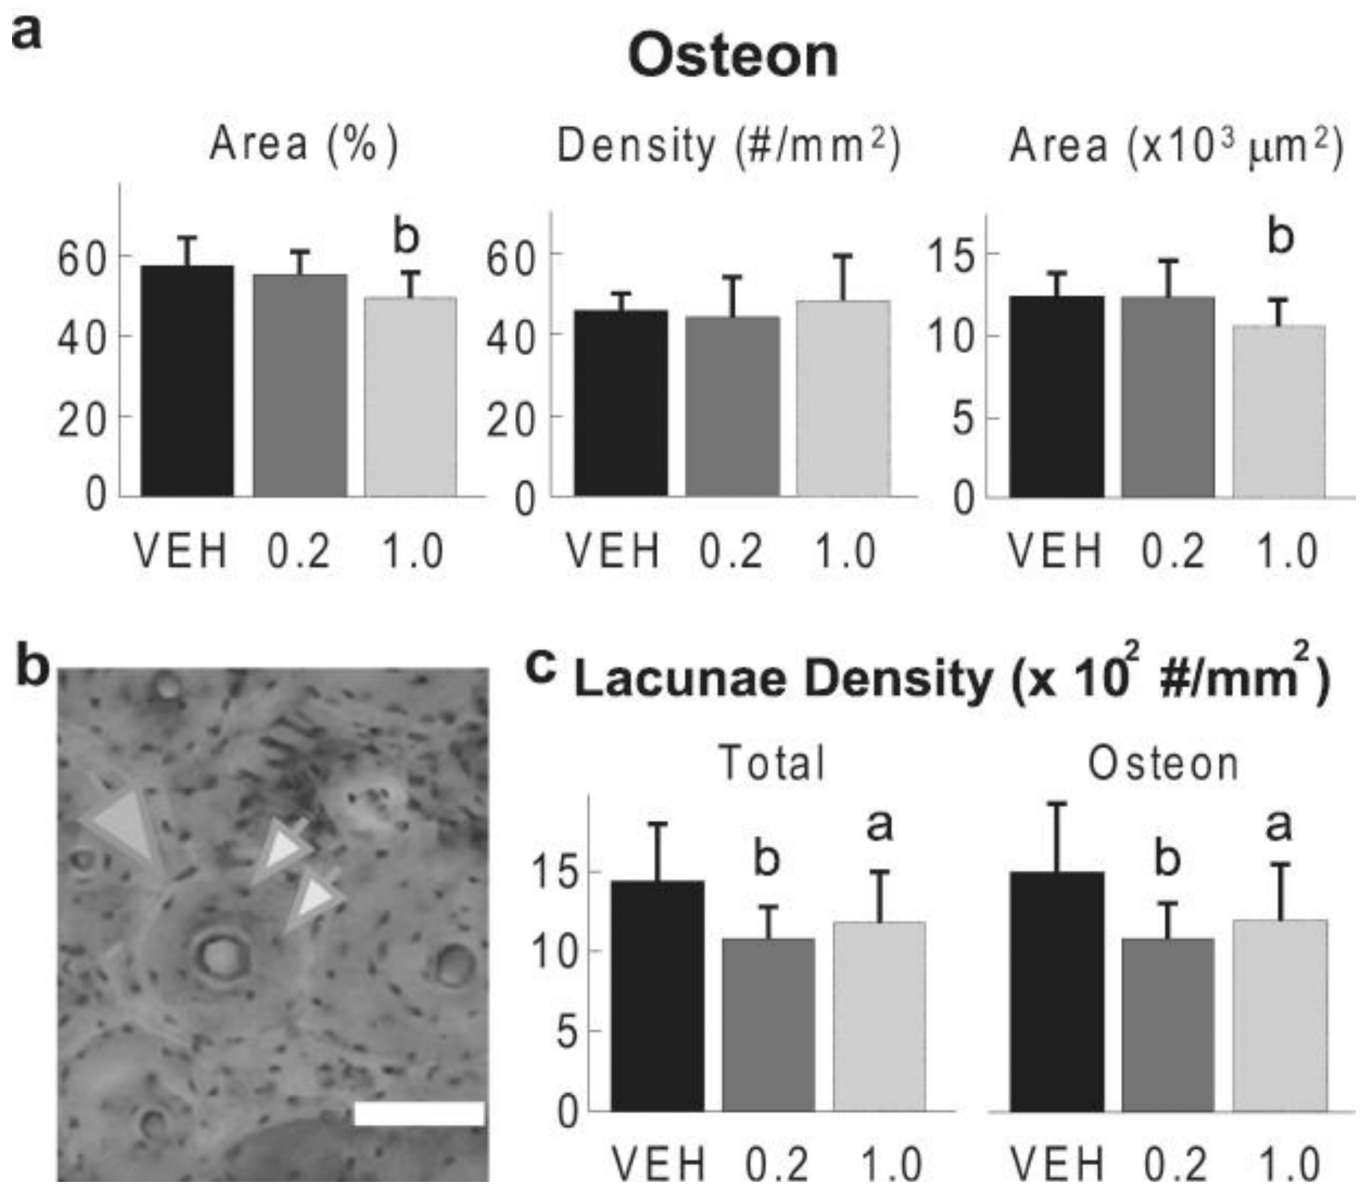 a
Osteon
Area (%)
Density (#/mm²)
Area (x10³ μm²)
60
40
20
0
b
VEH 0.2 1.0
60
40
20
0
VEH 0.2 1.0
15
10
5
0
b
VEH 0.2 1.0
b
c Lacunae Density (x 10² #/mm²)
Total
Osteon
15
10
5
0
b
a
VEH 0.2 1.0
b
a
VEH 0.2 1.0